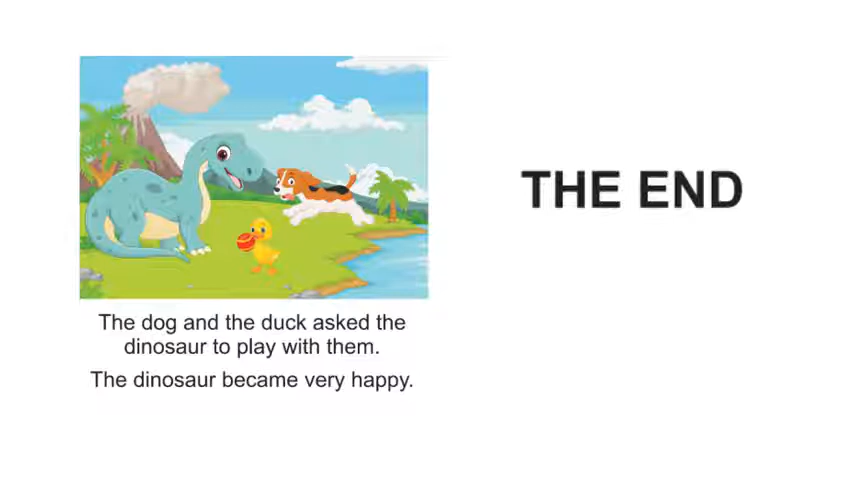 The dog and the duck asked the
dinosaur to play with them.
The dinosaur became very happy.
THE END